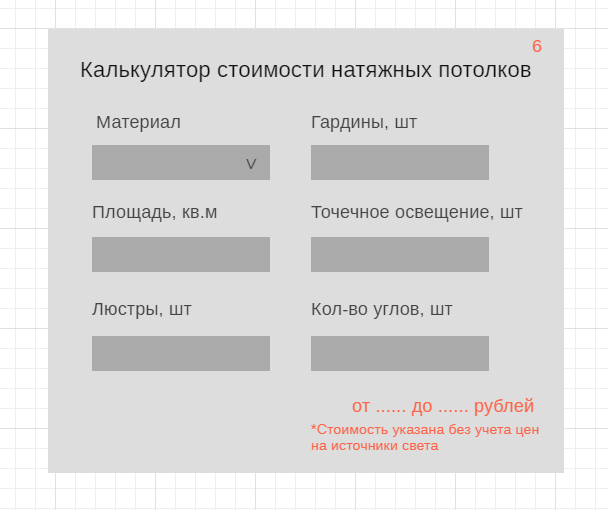 6
Калькулятор стоимости натяжных потолков
Материал
Гардины, шт
V
Площадь, кв.м
Точечное освещение, шт
Люстры, шт
Кол-во углов, шт
от ...... до ...... рублей
*Стоимость указана без учета цен
на источники света